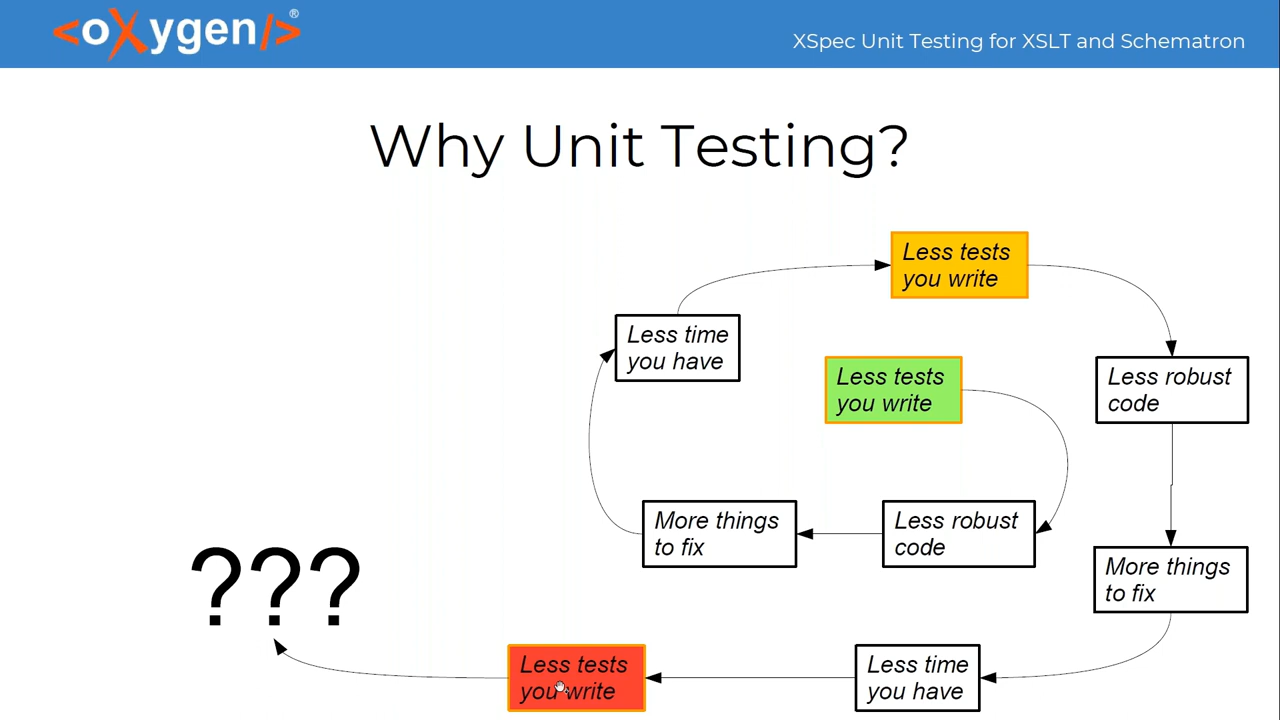 <oXygen/>®
XSpec Unit Testing for XSLT and Schematron
Why Unit Testing?
Less tests
you write
Less time
you have
Less tests
you write
Less robust
code
More things
to fix
Less robust
code
More things
to fix
???
Less tests
you write
Less time
you have